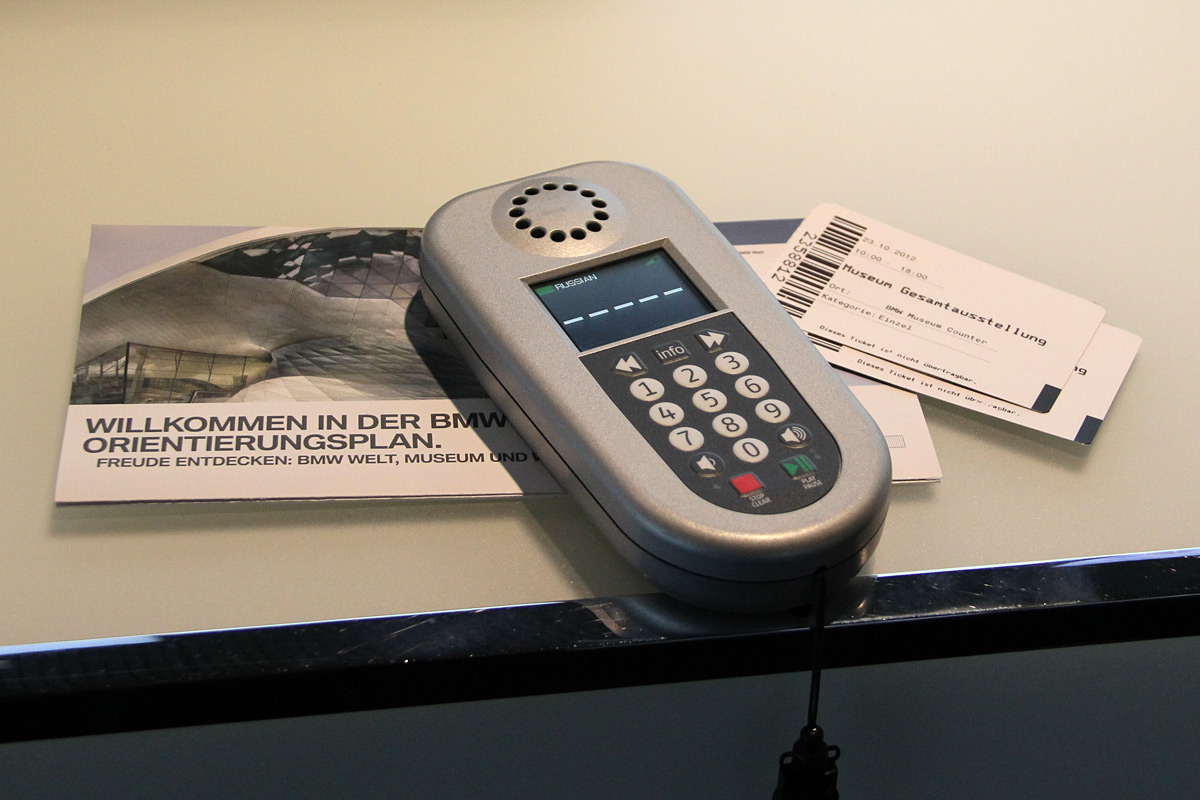 WILLKOMMEN IN DER BMW
ORIENTIERUNGSPLAN.
FREUDE ENTDECKEN: BMW WELT, MUSEUM UND
RUSSIAN
info
1 2 3
4 5 6
7 8 9
0
STOP
CLEAR
PLAY
PAUSE
2358812
23.10.2012
10:00 - 18:00
Museum Gesamtausstellung
Ort: BMW Museum Counter
Kategorie: Einzel
Dieses Ticket ist nicht übertragbar.
Dieses Ticket ist nicht übertragbar.